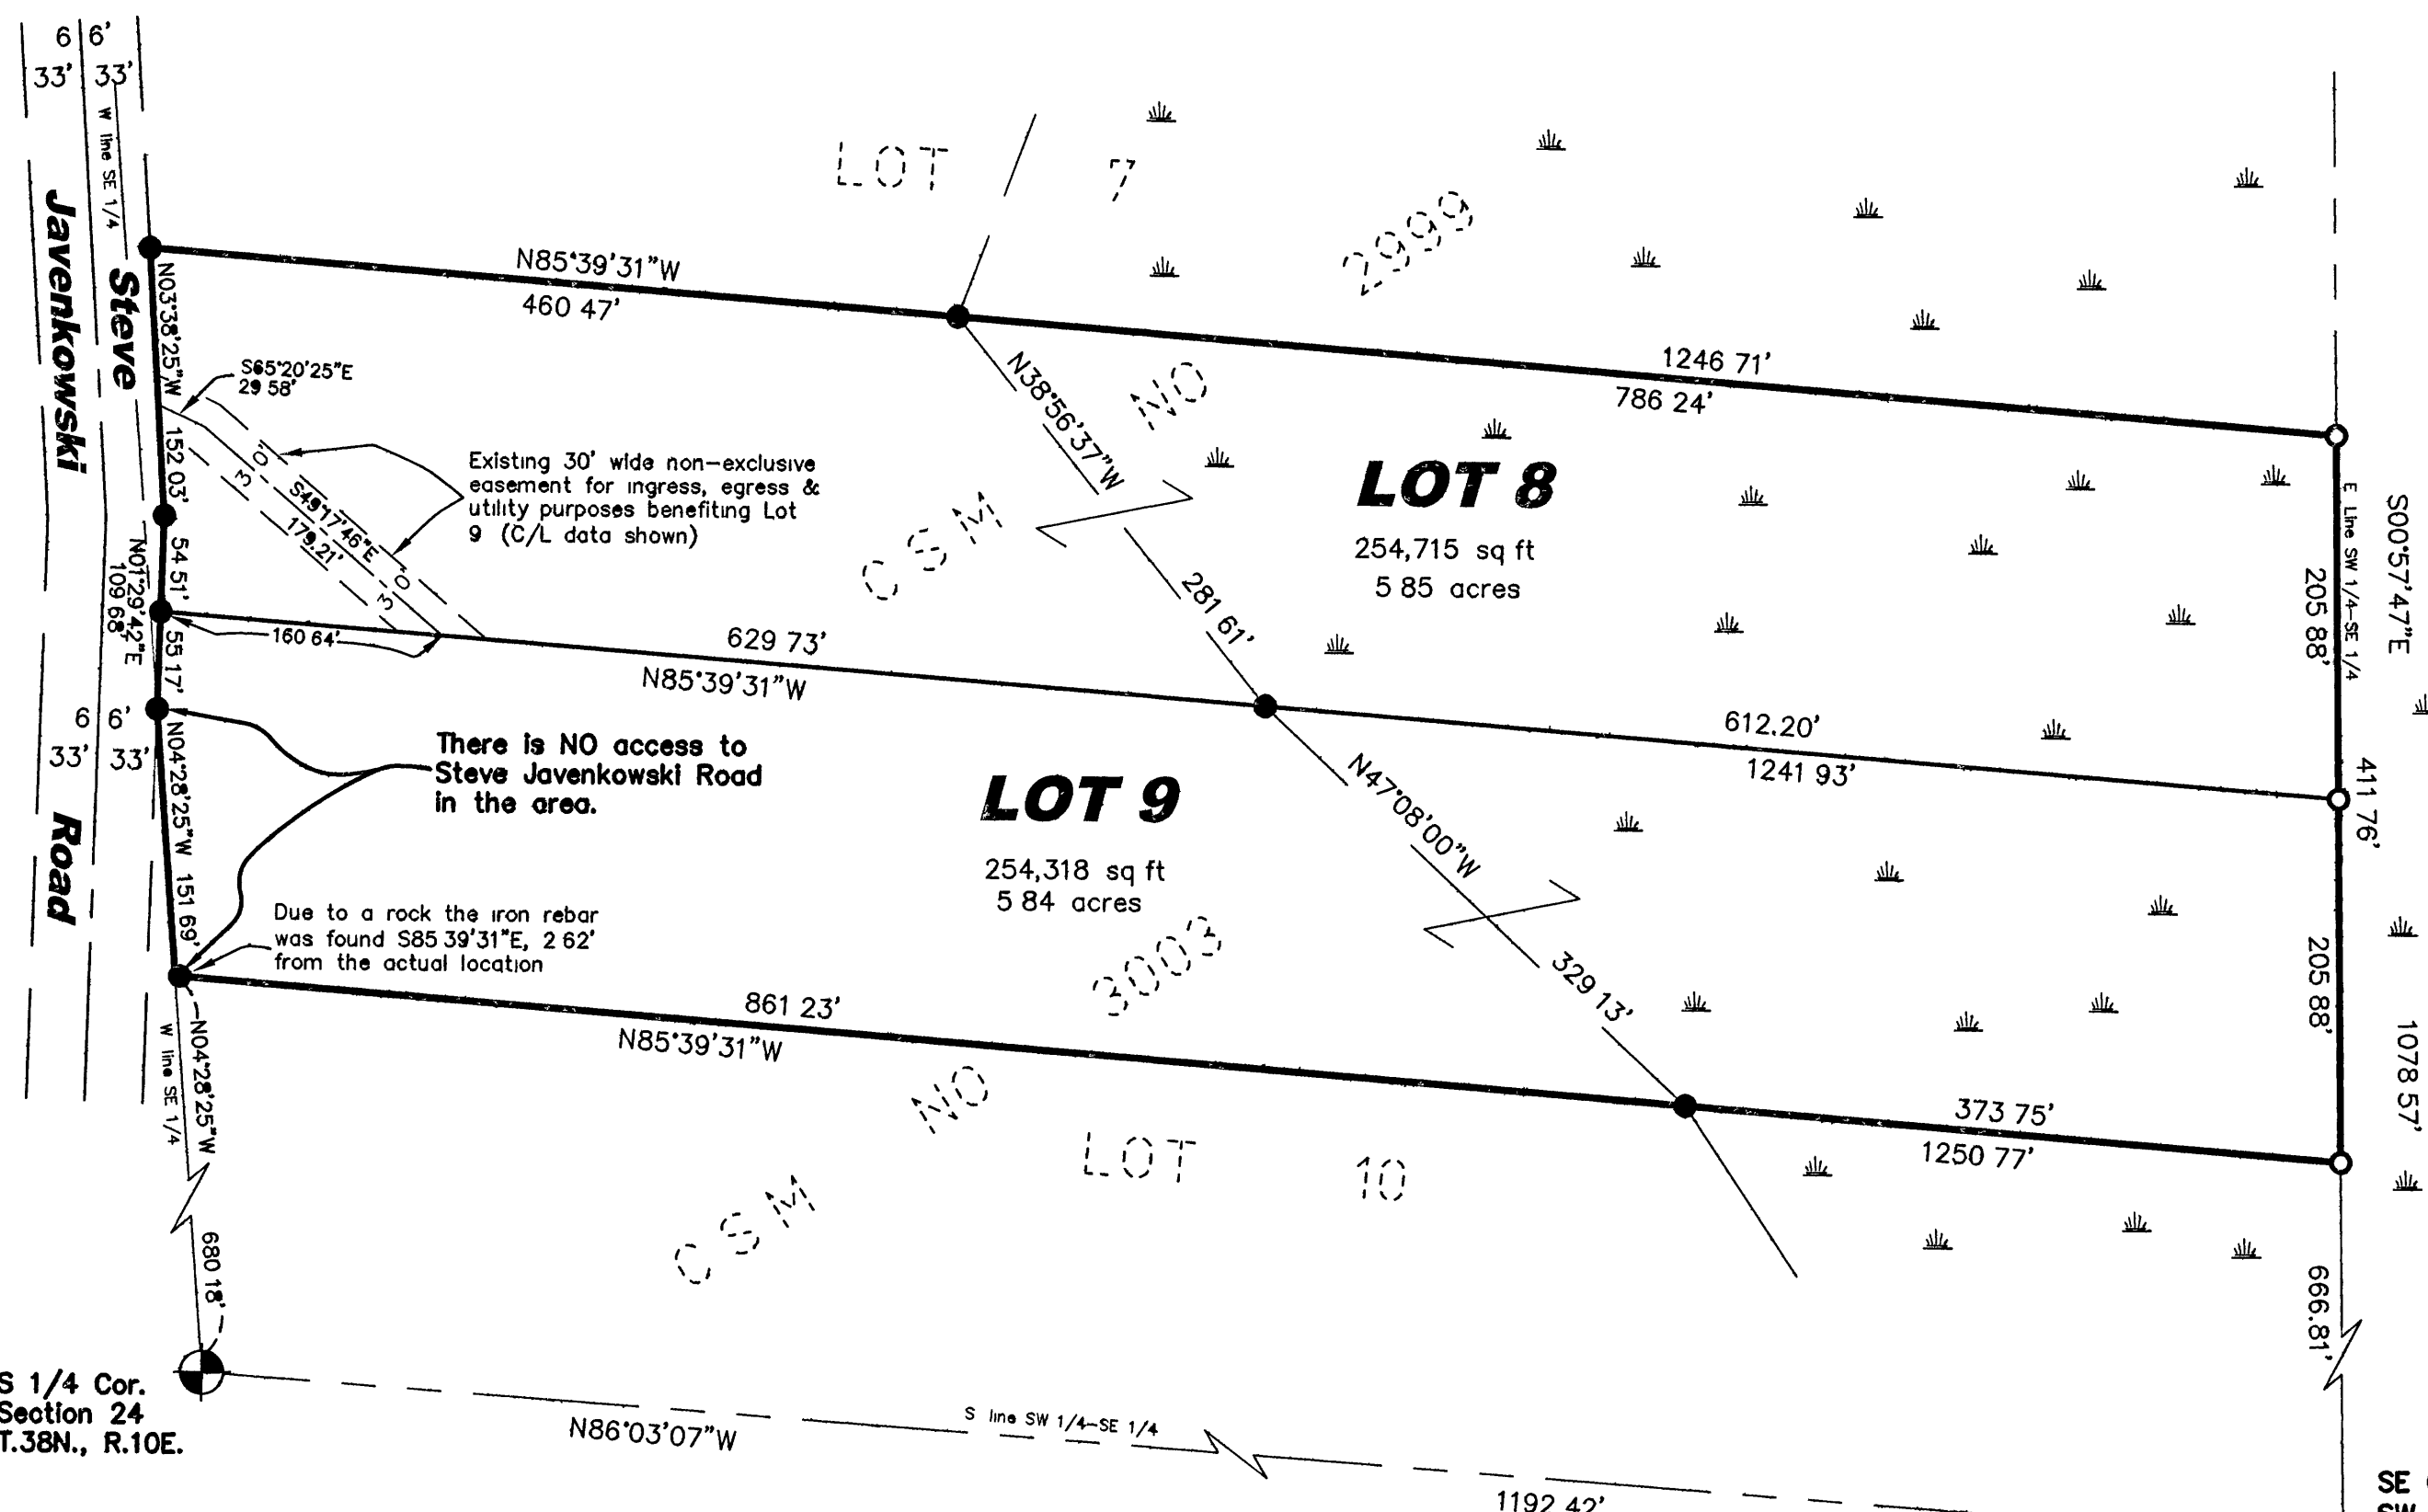 6 6'
33' 33'
W line SE 1/4
Steve
Javenkowski
Road
LOT 7
2999
NO
C S M
N85°39'31"W
460 47'
1246 71'
786 24'
N03°38'25"W 152 03'
S65°20'25"E
29 58'
Existing 30' wide non-exclusive
easement for ingress, egress &
utility purposes benefiting Lot
9 (C/L data shown)
3 0'
S49°17'46"E
179.21'
3 0'
N38°56'37"W
281 61'
LOT 8
254,715 sq ft
5 85 acres
E Line SW 1/4-SE 1/4
205 88'
S00°57'47"E
411 76'
1078 57'
54 51'
N01°29'42"E
109 68'
55 17'
160 64'
629 73'
N85°39'31"W
612.20'
1241 93'
6 6'
33' 33'
N04°28'25"W 151 69'
There is NO access to
Steve Javenkowski Road
in the area.
LOT 9
254,318 sq ft
5 84 acres
N47°08'00"W
329 13'
205 88'
Due to a rock the iron rebar
was found S85 39'31"E, 2 62'
from the actual location
3003
NO
C S M
861 23'
N85°39'31"W
373 75'
1250 77'
LOT 10
W line SE 1/4
N04°28'25"W
680 18'
666.81'
S 1/4 Cor.
Section 24
T.38N., R.10E.
N86°03'07"W
S line SW 1/4-SE 1/4
1192 42'
SE
SW